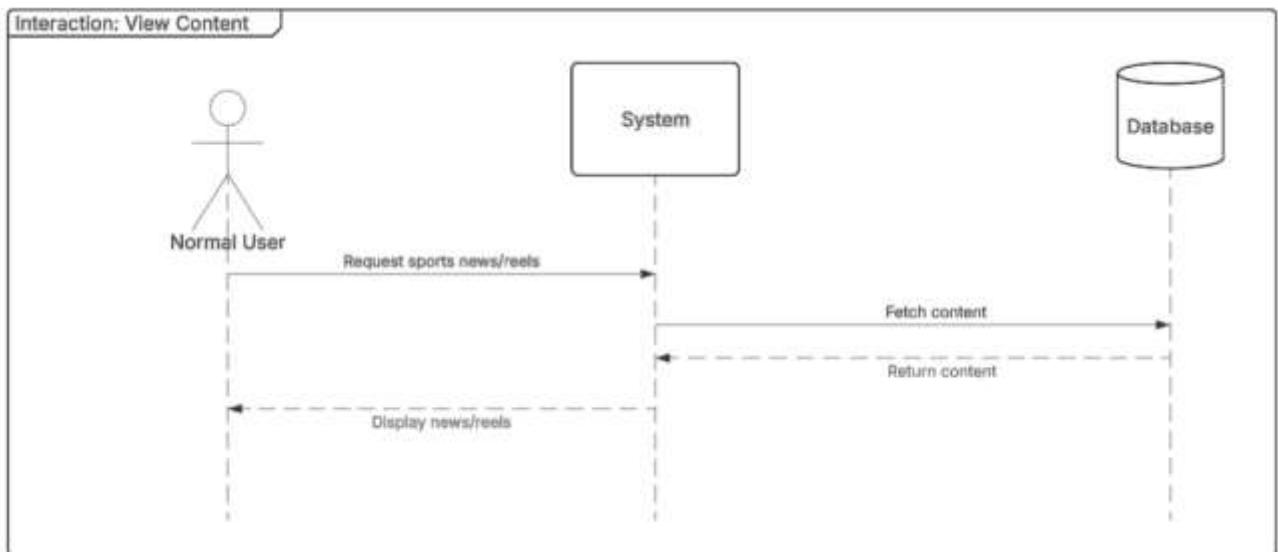 Interaction: View Content
System
Database
Normal User
Request sports news/reels
Fetch content
Return content
Display news/reels